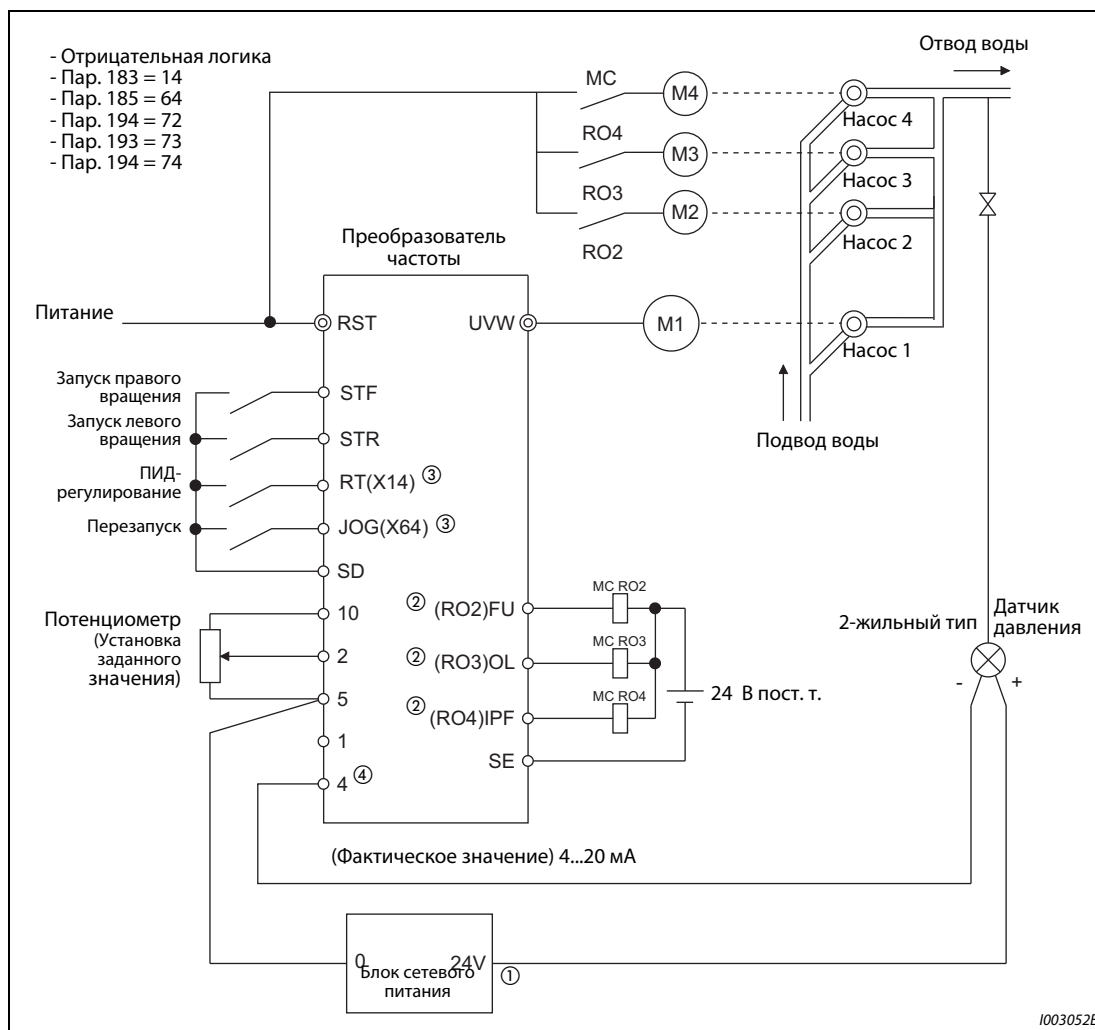 - Отрицательная логика
- Пар. 183 = 14
- Пар. 185 = 64
- Пар. 194 = 72
- Пар. 193 = 73
- Пар. 194 = 74
Отвод воды
MC
M4
Насос 4
RO4
M3
Насос 3
RO3
M2
Насос 2
RO2
Преобразователь
частоты
Питание
RST
UVW
M1
Насос 1
Подвод воды
Запуск правого
вращения
STF
Запуск левого
вращения
STR
ПИД-
регулирование
RT(X14) ③
Перезапуск
JOG(X64) ③
SD
Потенциометр
(Установка
заданного
значения)
10
2
5
1
4 ④
② (RO2)FU
MC RO2
② (RO3)OL
MC RO3
② (RO4)IPF
MC RO4
SE
24 В пост. т.
2-жильный тип
Датчик
давления
- +
(Фактическое значение) 4...20 мА
0 24V ①
Блок сетевого
питания
I003052E